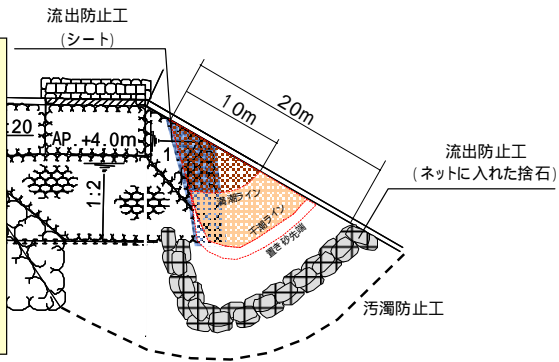 流出防止工
(シート)
20m
10m
:20
AP. +4.0m
1
1:2
流出防止工
(ネットに入れた捨石)
満潮ライン
干潮ライン
置き砂先端
汚濁防止工